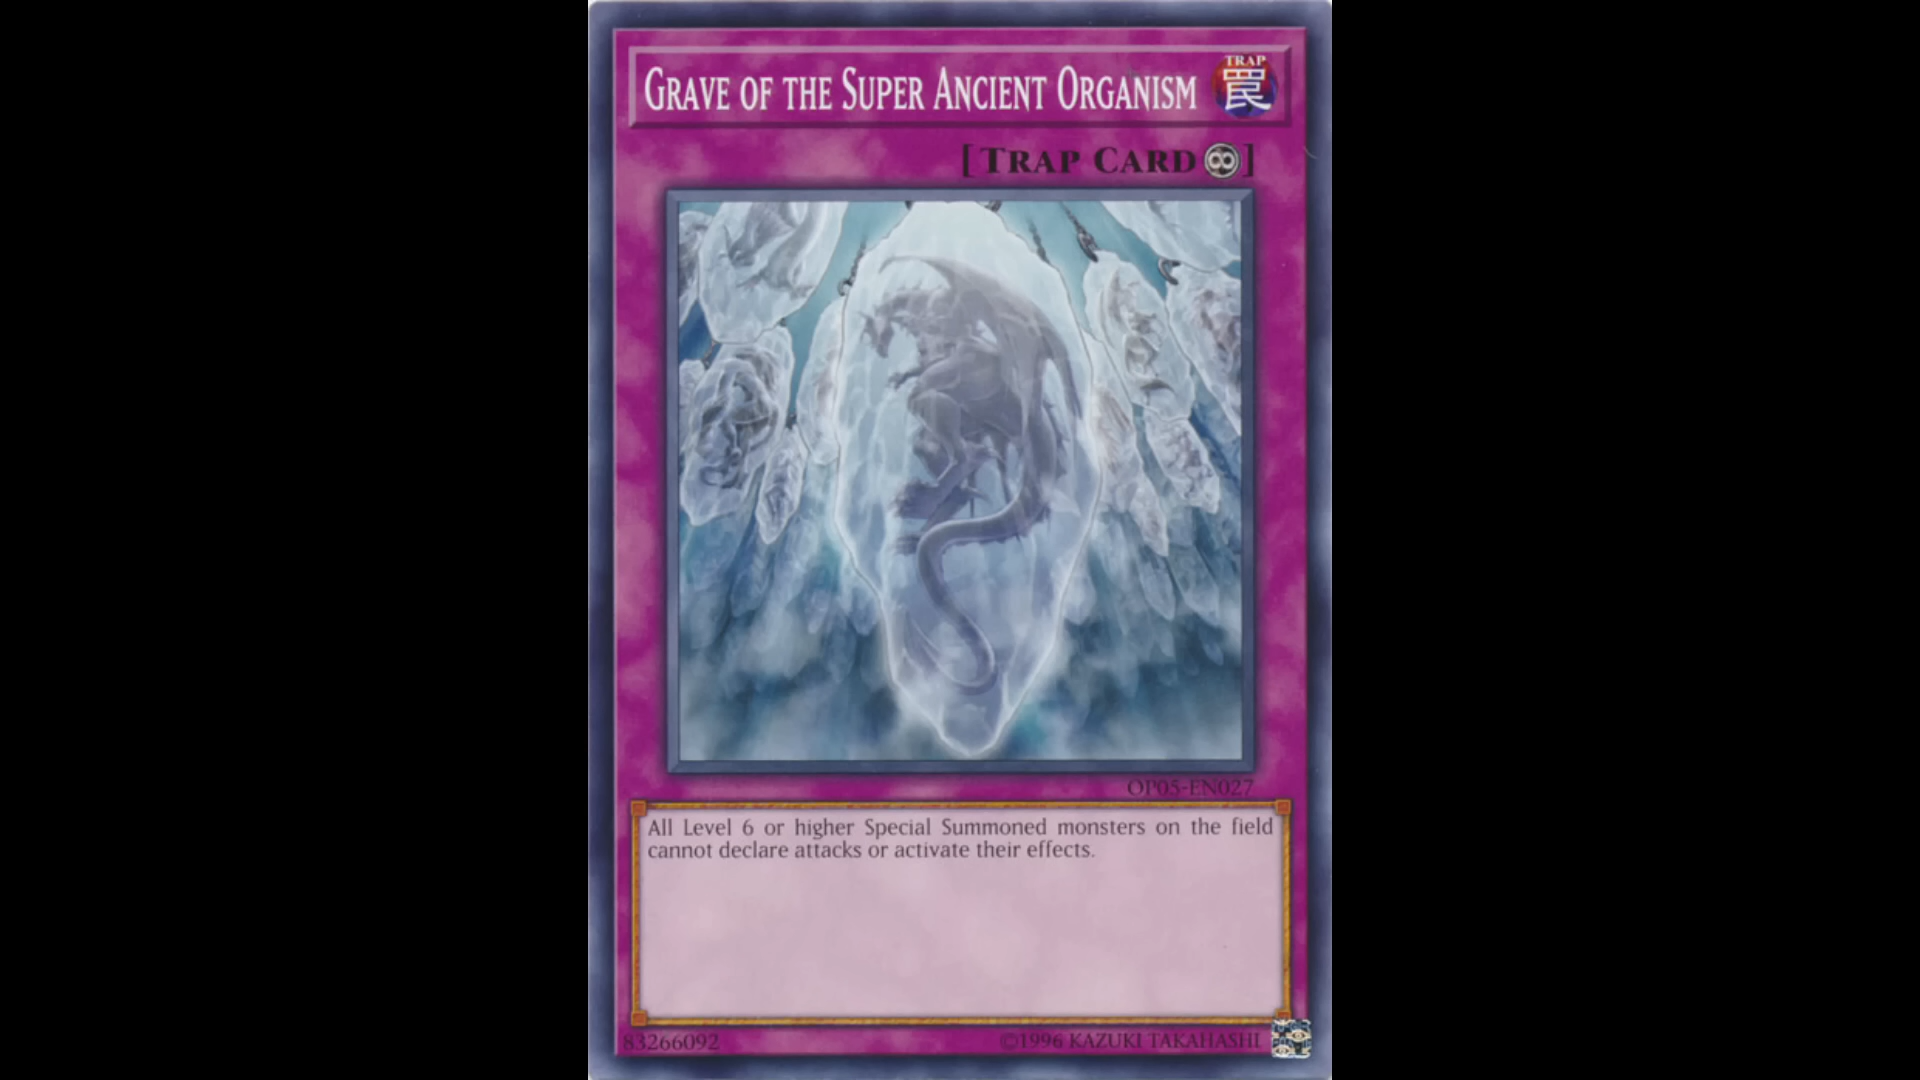 GRAVE OF THE SUPER ANCIENT ORGANISM
TRAP
罠
[TRAP CARD ∞]
OP05-EN027
All Level 6 or higher Special Summoned monsters on the field
cannot declare attacks or activate their effects.
83266092
©1996 KAZUKI TAKAHASHI